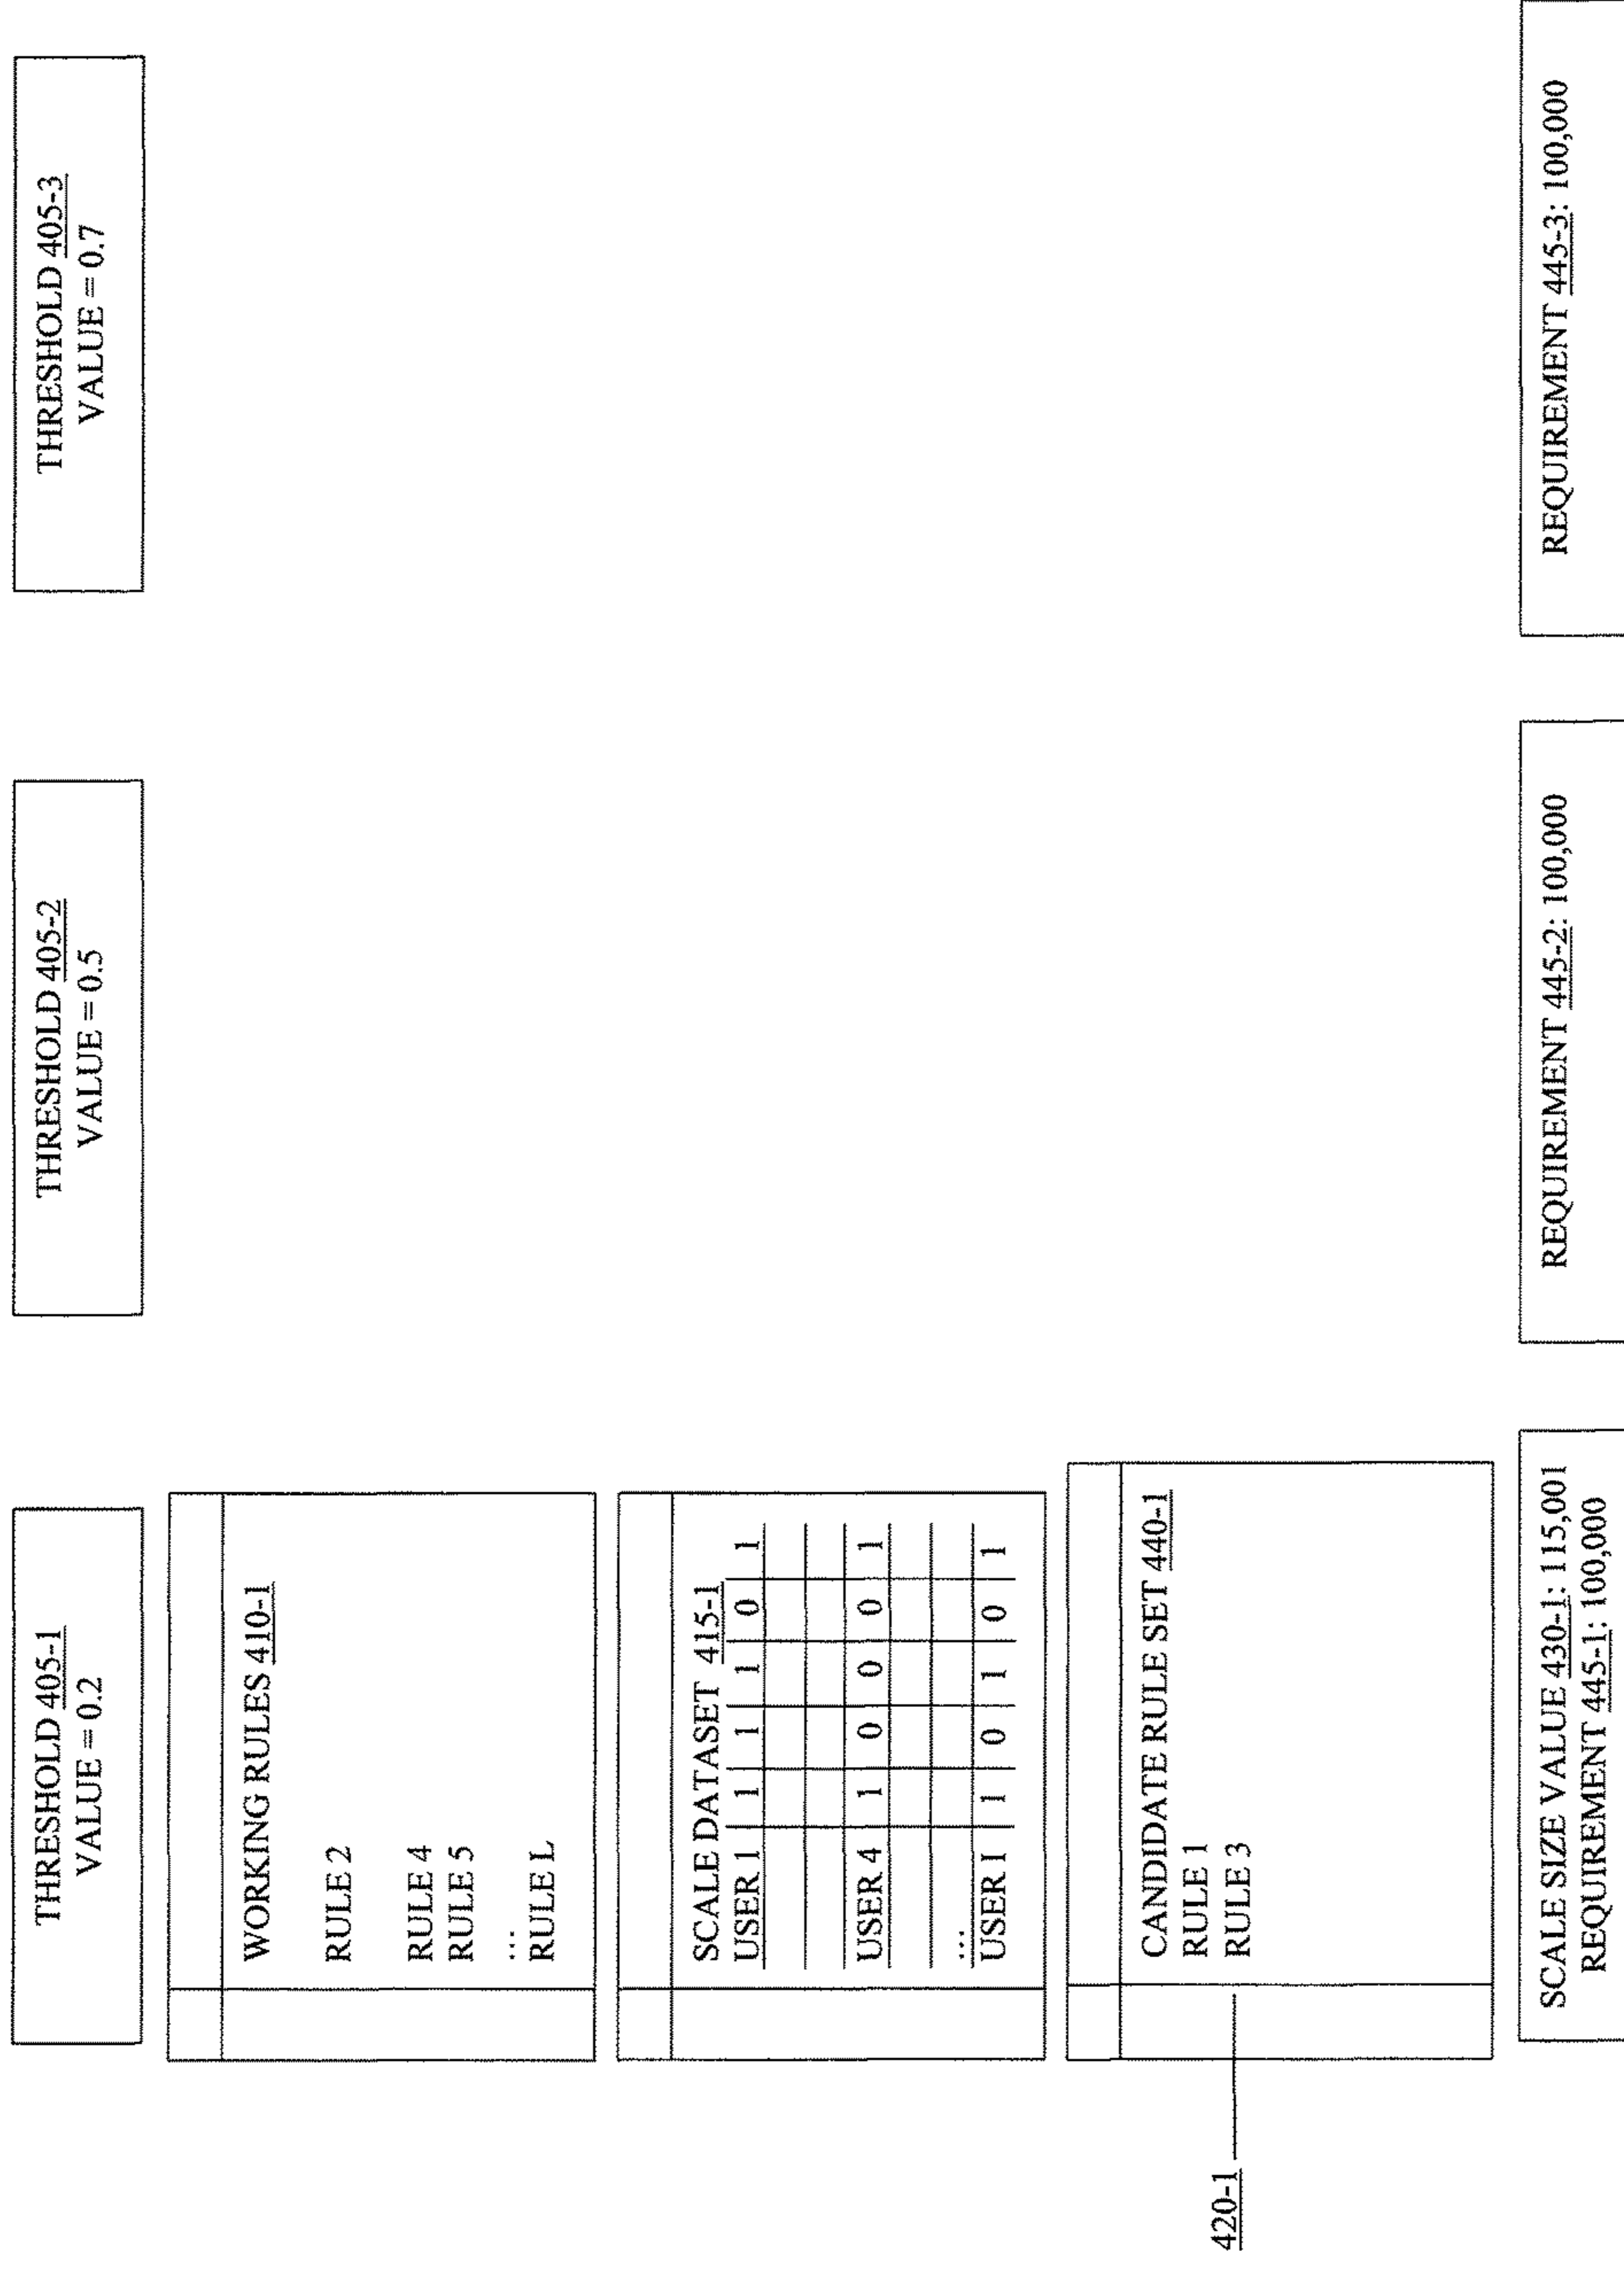 THRESHOLD 405-1
VALUE = 0.2
WORKING RULES 410-1
RULE 2
RULE 4
RULE 5
...
RULE L
SCALE DATASET 415-1
USER 1 1 1 1 0 1
USER 4 1 0 0 0 1
...
USER I 1 0 1 0 1
420-1
CANDIDATE RULE SET 440-1
RULE 1
RULE 3
SCALE SIZE VALUE 430-1: 115,001
REQUIREMENT 445-1: 100,000
THRESHOLD 405-2
VALUE = 0.5
REQUIREMENT 445-2: 100,000
THRESHOLD 405-3
VALUE = 0.7
REQUIREMENT 445-3: 100,000